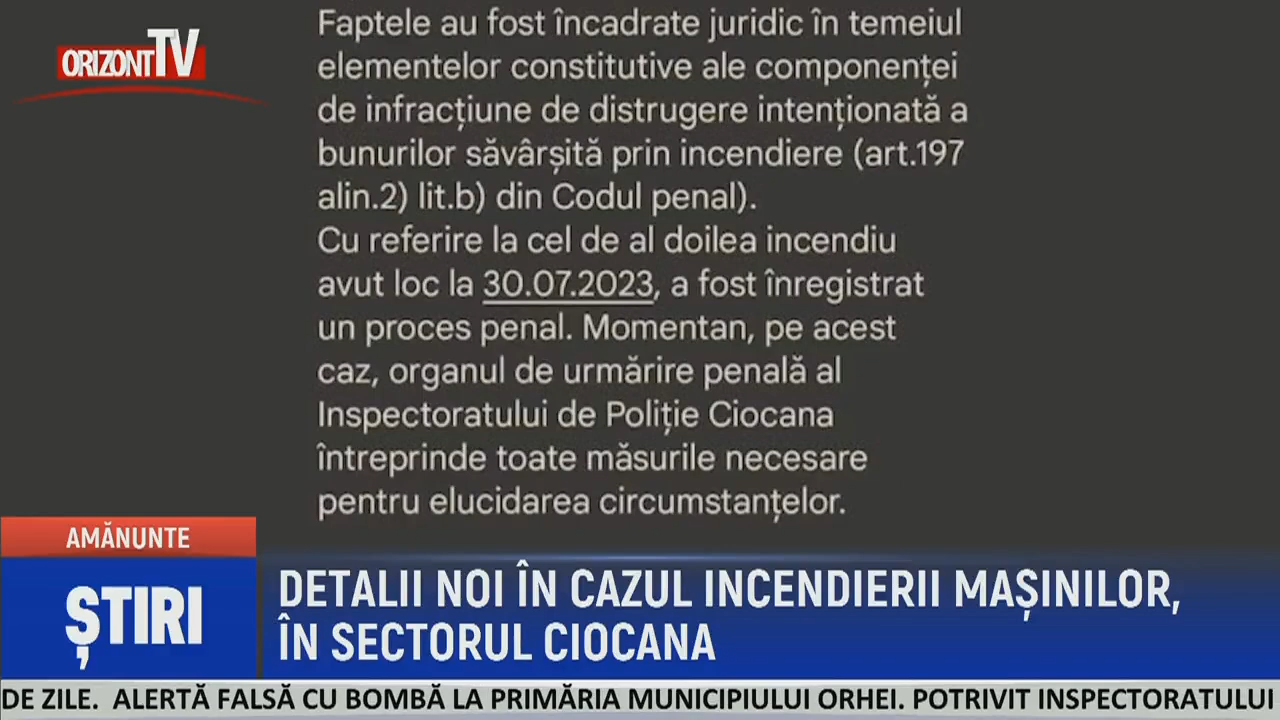 ORIZONTTV
Faptele au fost încadrate juridic în temeiul
elementelor constitutive ale componenței
de infracțiune de distrugere intenționată a
bunurilor săvârșită prin incendiere (art.197
alin.2) lit.b) din Codul penal).
Cu referire la cel de al doilea incendiu
avut loc la 30.07.2023, a fost înregistrat
un proces penal. Momentan, pe acest
caz, organul de urmărire penală al
Inspectoratului de Poliție Ciocana
întreprinde toate măsurile necesare
pentru elucidarea circumstanțelor.
AMĂNUNTE
ȘTIRI
DETALII NOI ÎN CAZUL INCENDIERII MAȘINILOR,
ÎN SECTORUL CIOCANA
DE ZILE. ALERTĂ FALSĂ CU BOMBĂ LA PRIMĂRIA MUNICIPIULUI ORHEI. POTRIVIT INSPECTORATULUI